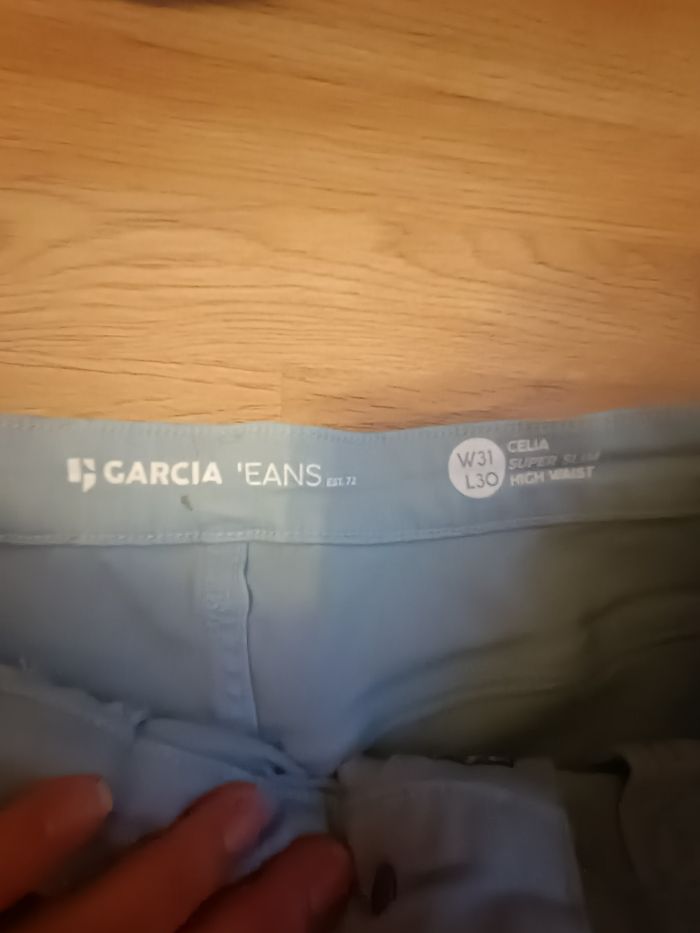 GARCIA 'EANS EST. 72
W31
L30
CELIA
SUPER SLIM
HIGH WAIST